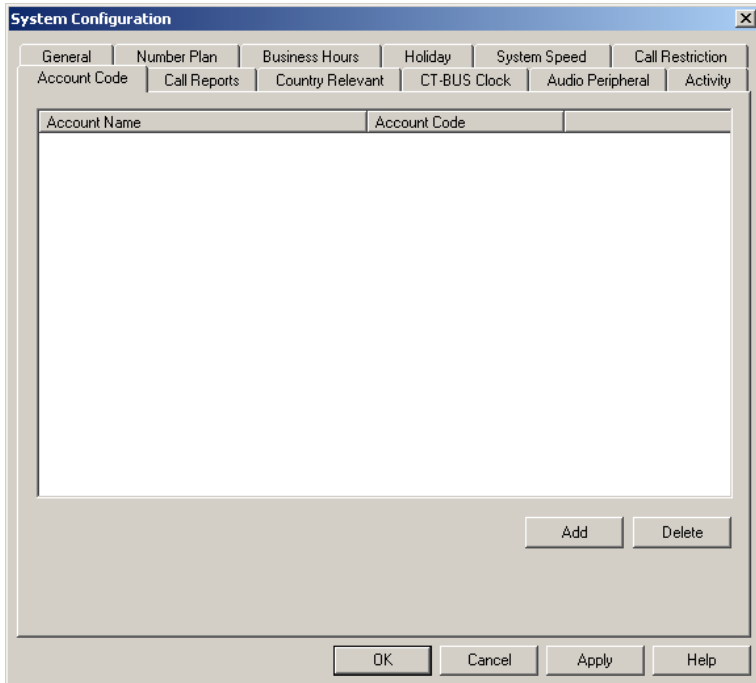 System Configuration
General Number Plan Business Hours Holiday System Speed Call Restriction
Account Code Call Reports Country Relevant CT-BUS Clock Audio Peripheral Activity
Account Name Account Code
Add Delete
OK Cancel Apply Help